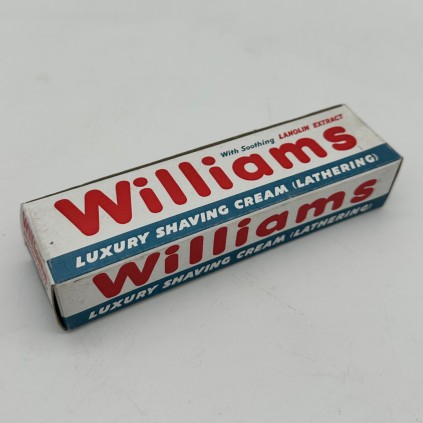 With Soothing LANOLIN EXTRACT
Williams
LUXURY SHAVING CREAM (LATHERING)
Williams
LUXURY SHAVING CREAM (LATHERING)